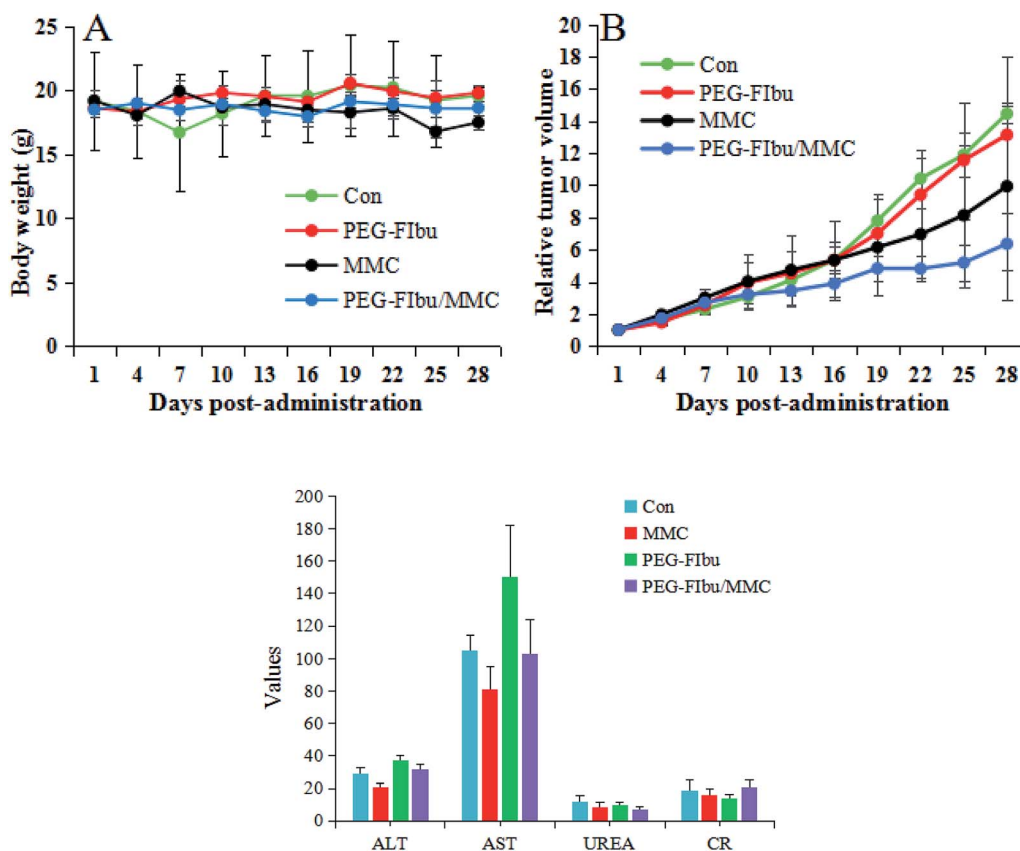 A
25
20
15
10
5
0
Body weight (g)
Con
PEG-FIbu
MMC
PEG-FIbu/MMC
1 4 7 10 13 16 19 22 25 28
Days post-administration
B
20
18
16
14
12
10
8
6
4
2
0
Relative tumor volume
Con
PEG-FIbu
MMC
PEG-FIbu/MMC
1 4 7 10 13 16 19 22 25 28
Days post-administration
200
180
160
140
120
100
80
60
40
20
0
Values
Con
MMC
PEG-FIbu
PEG-FIbu/MMC
ALT AST UREA CR